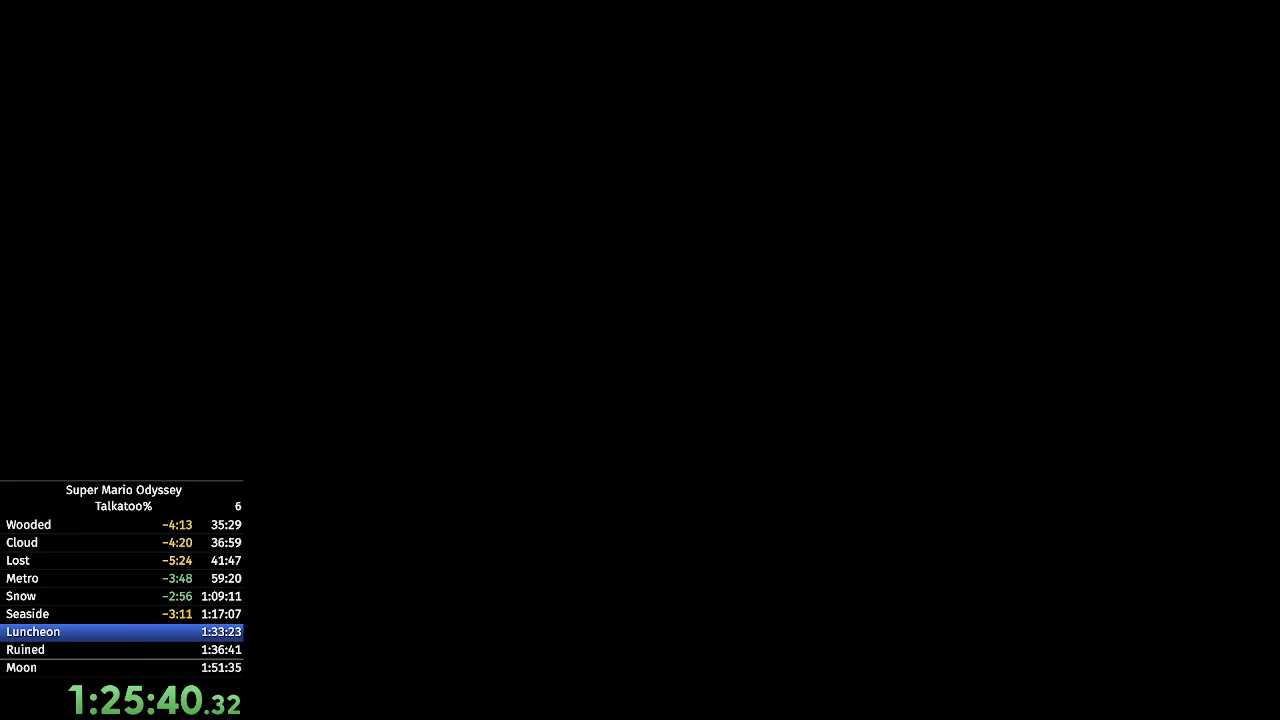 Super Mario Odyssey
Talkatoo% 6
Wooded -4:13 35:29
Cloud -4:20 36:59
Lost -5:24 41:47
Metro -3:48 59:20
Snow -2:56 1:09:11
Seaside -3:11 1:17:07
Luncheon 1:33:23
Ruined 1:36:41
Moon 1:51:35
1:25:40.32